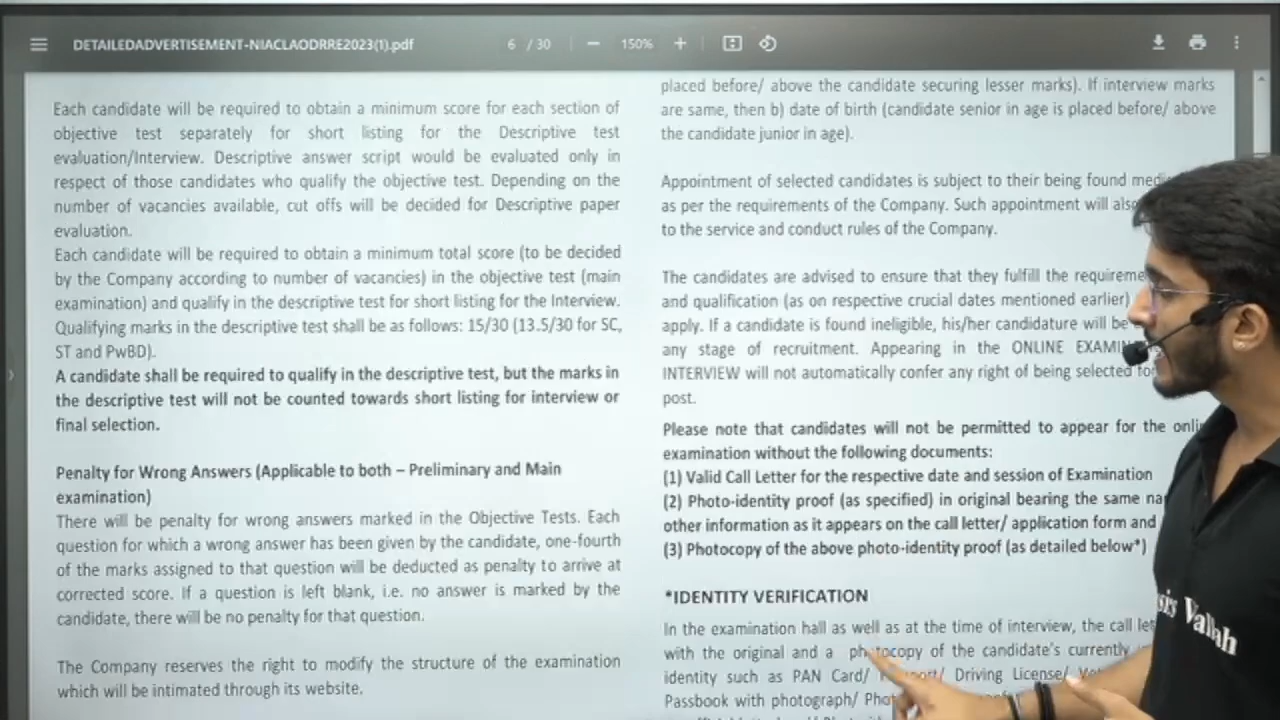 DETAILEDADVERTISEMENT-NIACLAODRRE2023(1).pdf
6 / 30
150%
Each candidate will be required to obtain a minimum score for each section of
objective test separately for short listing for the Descriptive test
evaluation/Interview. Descriptive answer script would be evaluated only in
respect of those candidates who qualify the objective test. Depending on the
number of vacancies available, cut offs will be decided for Descriptive paper
evaluation.
Each candidate will be required to obtain a minimum total score (to be decided
by the Company according to number of vacancies) in the objective test (main
examination) and qualify in the descriptive test for short listing for the Interview.
Qualifying marks in the descriptive test shall be as follows: 15/30 (13.5/30 for SC,
ST and PwBD).
A candidate shall be required to qualify in the descriptive test, but the marks in
the descriptive test will not be counted towards short listing for interview or
final selection.
Penalty for Wrong Answers (Applicable to both – Preliminary and Main
examination)
There will be penalty for wrong answers marked in the Objective Tests. Each
question for which a wrong answer has been given by the candidate, one-fourth
of the marks assigned to that question will be deducted as penalty to arrive at
corrected score. If a question is left blank, i.e. no answer is marked by the
candidate, there will be no penalty for that question.
The Company reserves the right to modify the structure of the examination
which will be intimated through its website.
placed before/ above the candidate securing lesser marks). If interview marks
are same, then b) date of birth (candidate senior in age is placed before/ above
the candidate junior in age).
Appointment of selected candidates is subject to their being found
as per the requirements of the Company. Such appointment will
to the service and conduct rules of the Company.
The candidates are advised to ensure that they fulfill the
and qualification (as on respective crucial dates mentioned earlier)
apply. If a candidate is found ineligible, his/her candidature will be
any stage of recruitment. Appearing in the ONLINE
INTERVIEW will not automatically confer any right of being selected
post.
Please note that candidates will not be permitted to appear for the
examination without the following documents:
(1) Valid Call Letter for the respective date and session of Examination
(2) Photo-identity proof (as specified) in original bearing the same
other information as it appears on the call letter/ application form and
(3) Photocopy of the above photo-identity proof (as detailed below*)
*IDENTITY VERIFICATION
In the examination hall as well as at the time of interview, the call
with the original and a photocopy of the candidate's currently
identity such as PAN Card/ Driving License/
Passbook with photograph/